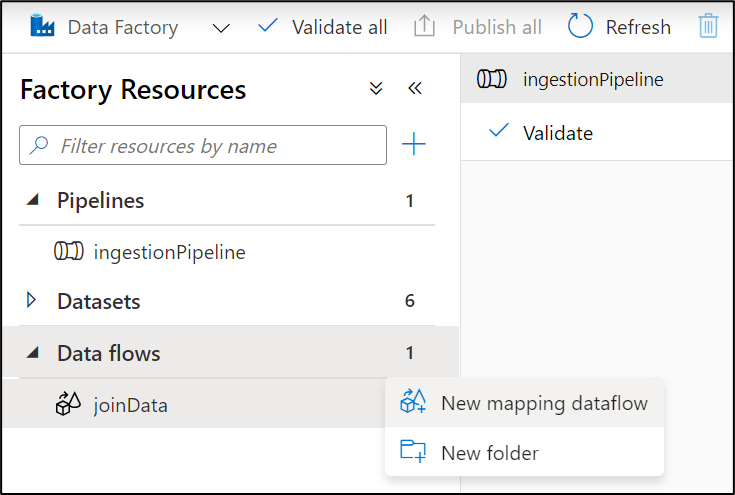 Data Factory Validate all Publish all Refresh
Factory Resources
Filter resources by name
Pipelines 1
ingestionPipeline
Datasets 6
Data flows 1
joinData
ingestionPipeline
Validate
New mapping dataflow
New folder